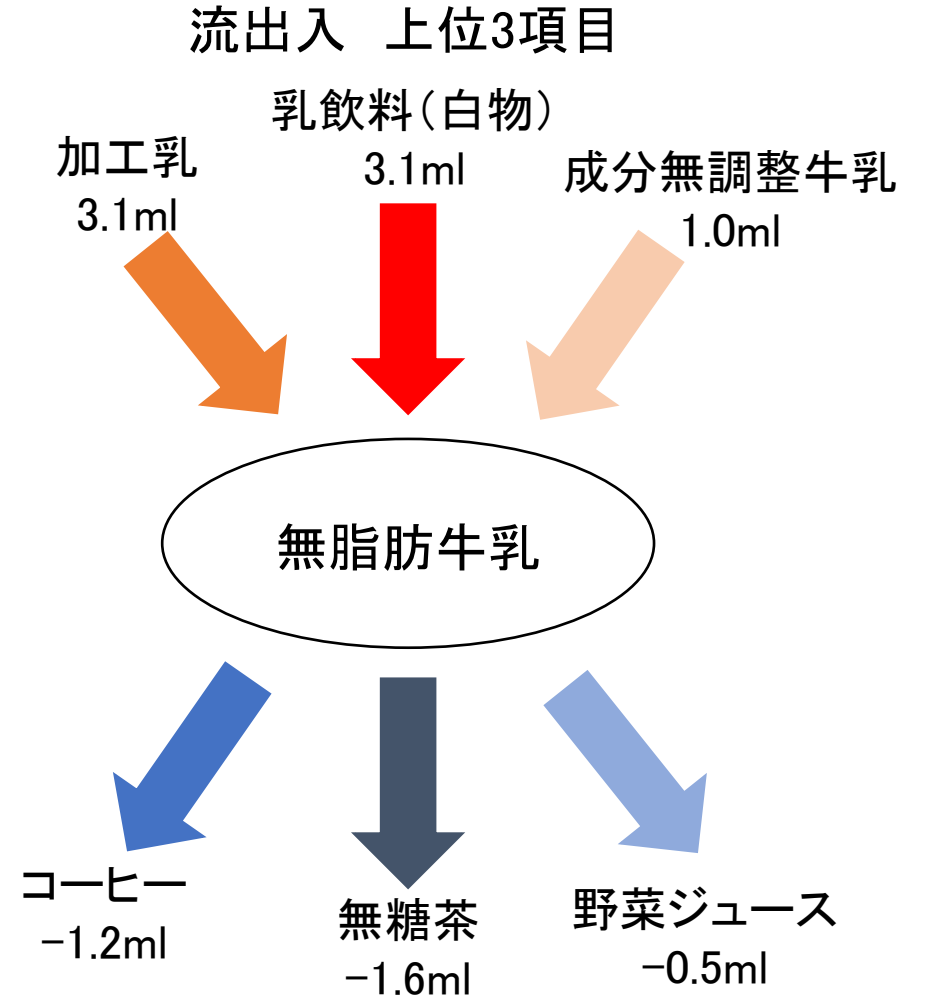 流出入　上位3項目
乳飲料（白物）
3.1ml
加工乳
3.1ml
成分無調整牛乳
1.0ml
無脂肪牛乳
コーヒー
−1.2ml
無糖茶
−1.6ml
野菜ジュース
−0.5ml